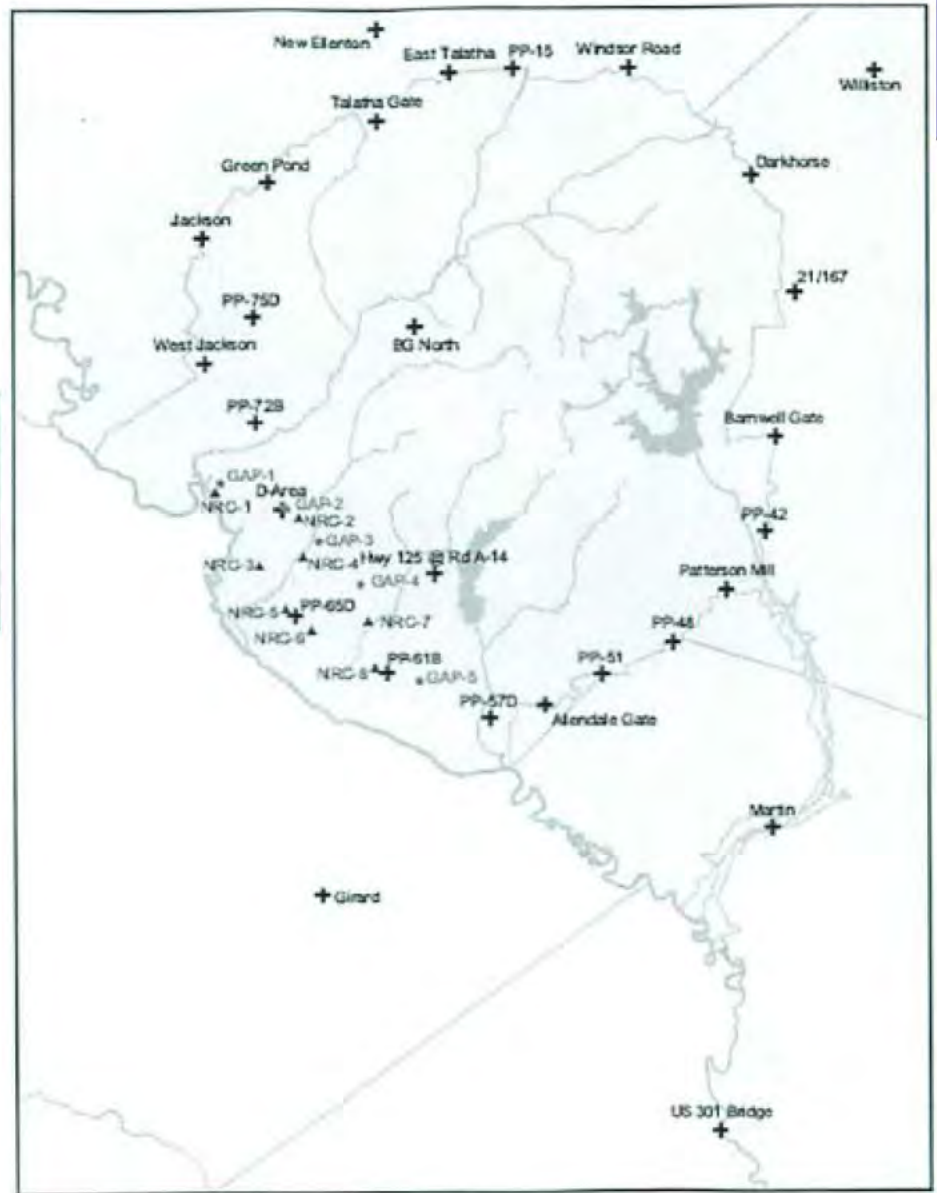 New Ellenton
East Talatha
PP-15
Windsor Road
Williston
Talatha Gate
Green Pond
Darkhorse
Jackson
21/167
PP-75D
West Jackson
BG North
PP-72B
Barnwell Gate
GAP-1
NRC-1
D-Area
GAP-2
NRC-2
PP-42
GAP-3
NRC-3
NRC-4
Hwy 125 @ Rd A-14
GAP-4
Patterson Mill
NRC-5
PP-65D
NRC-6
NRC-7
PP-48
NRC-8
PP-61B
GAP-5
PP-51
PP-57D
Allendale Gate
Martin
Girard
US 301 Bridge